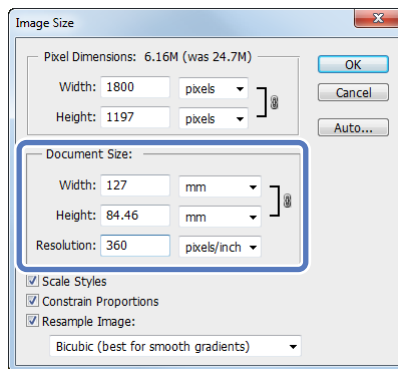 Image Size
Pixel Dimensions: 6.16M (was 24.7M)
OK
Width: 1800 pixels
Cancel
Height: 1197 pixels
Auto...
Document Size:
Width: 127 mm
Height: 84.46 mm
Resolution: 360 pixels/inch
Scale Styles
Constrain Proportions
Resample Image:
Bicubic (best for smooth gradients)